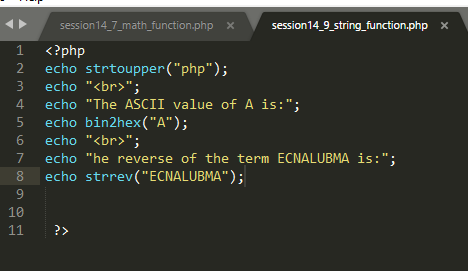 session14_7_math_function.php × session14_9_string_function.php ×
1 <?php
2 echo strtoupper("php");
3 echo "<br>";
4 echo "The ASCII value of A is:";
5 echo bin2hex("A");
6 echo "<br>";
7 echo "he reverse of the term ECNALUBMA is:";
8 echo strrev("ECNALUBMA");
9
10
11 ?>